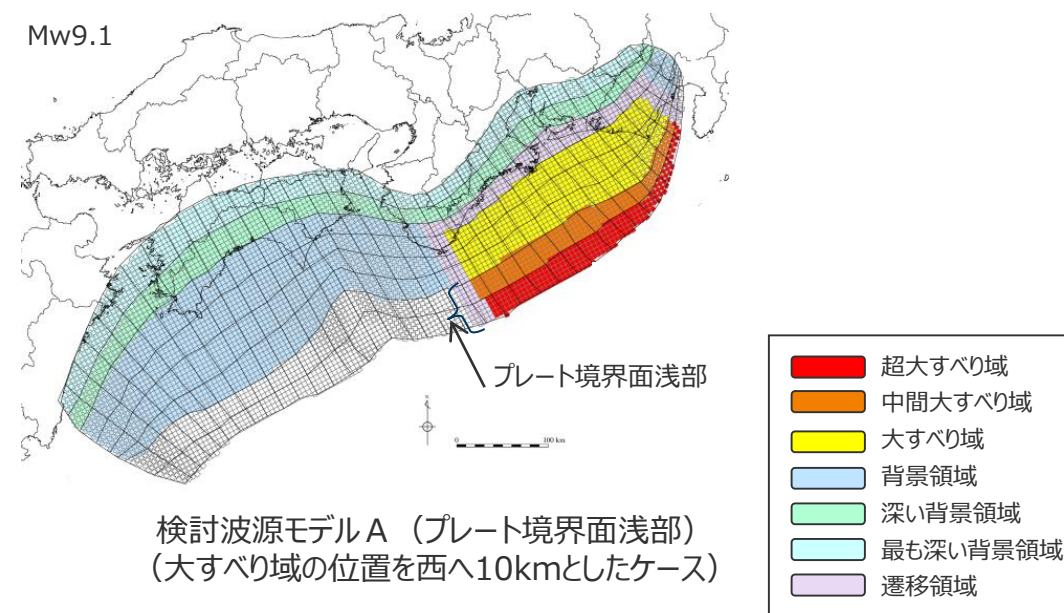 Mw9.1
プレート境界面浅部
N
0 100 km
検討波源モデルA（プレート境界面浅部）
（大すべり域の位置を西へ10kmとしたケース）
超大すべり域
中間大すべり域
大すべり域
背景領域
深い背景領域
最も深い背景領域
遷移領域